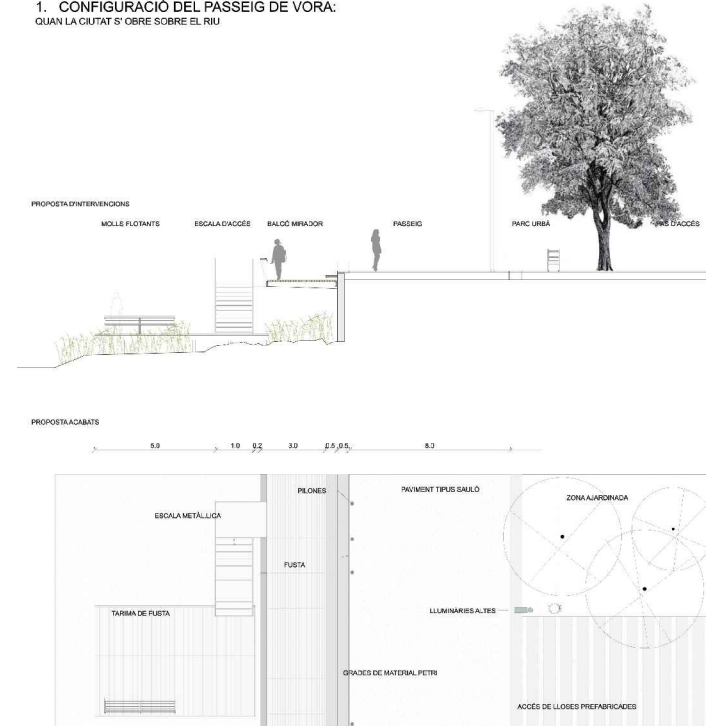 1. CONFIGURACIÓ DEL PASSEIG DE VORA:
QUAN LA CIUTAT S' OBRE SOBRE EL RIU
PROPOSTA D'INTERVENCIONS
MOLLS FLOTANTS ESCALA D'ACCÉS BALCÓ MIRADOR PASSEIG PARC URBÀ PAS D'ACCÉS
PROPOSTA ACABATS
1.0 0.2 3.0 0.5 0.5 8.0
PILONES PAVIMENT TIPUS SAULÓ ZONA AJARDINADA
ESCALA METÀL.LICA
FUSTA
TARIMA DE FUSTA LLUMINÀRIES ALTES
GRADES DE MATERIAL PETRI
ACCÉS DE LLOSES PREFABRICADES